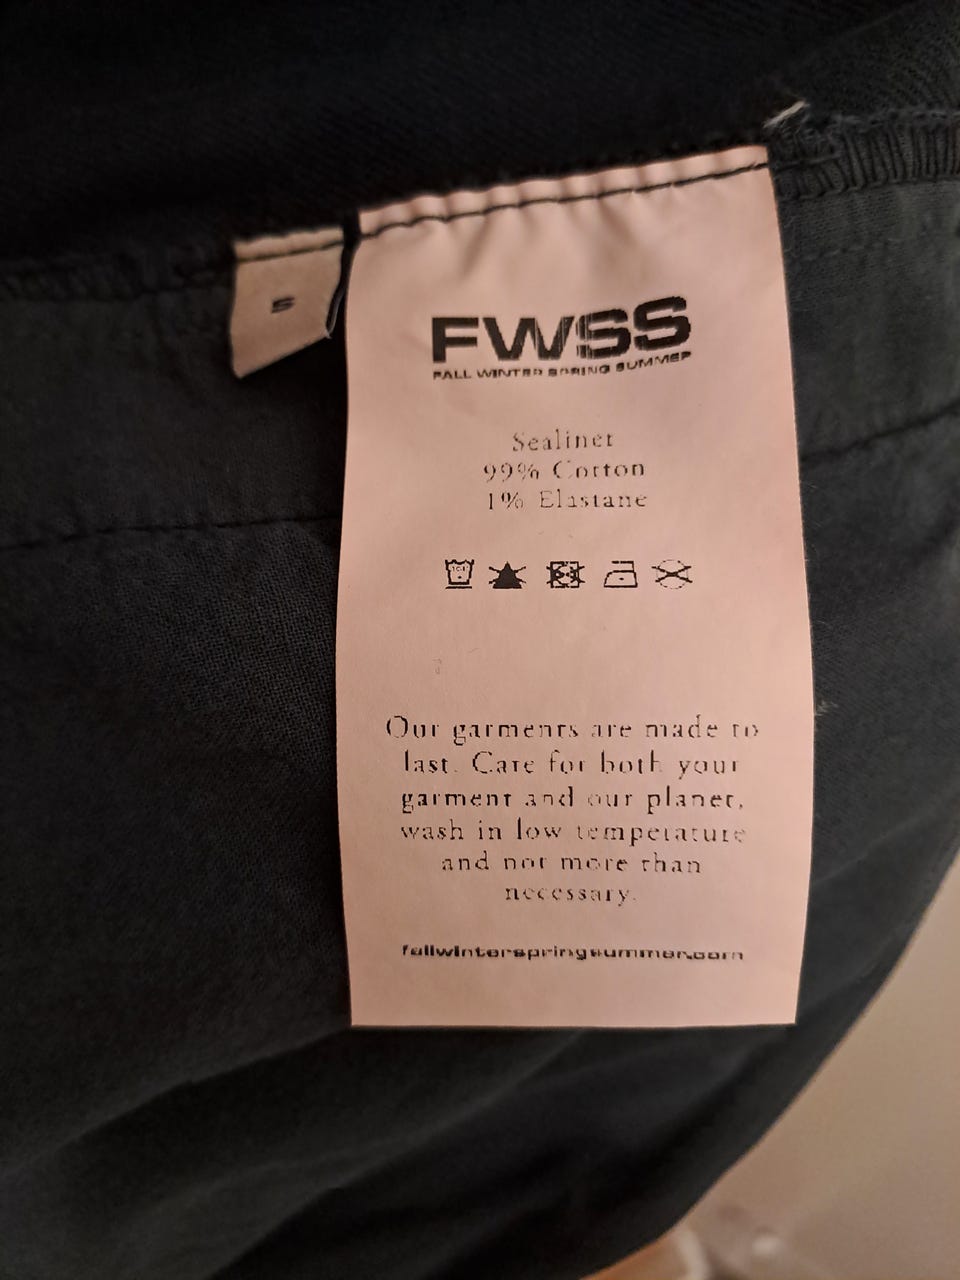 S
FWSS
FALL WINTER SPRING SUMMER
Sealiner
99% Cotton
1% Elastane
Our garments are made to
last. Care for both your
garment and our planet,
wash in low temperature
and not more than
necessary.
fallwinterspringsummer.com